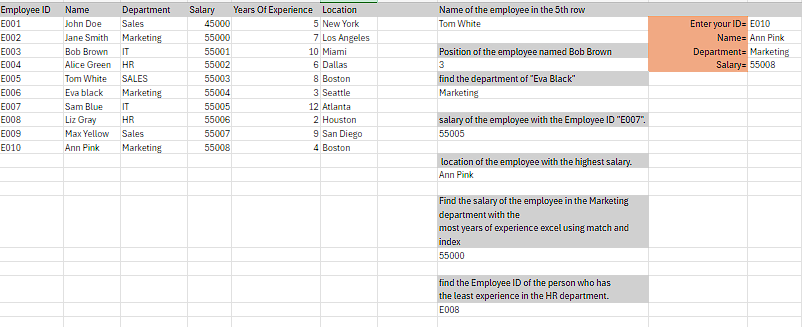 Employee ID Name Department Salary Years Of Experience Location Name of the employee in the 5th row
E001 John Doe Sales 45000 5 New York Tom White Enter your ID= E010
E002 Jane Smith Marketing 55000 7 Los Angeles Name= Ann Pink
E003 Bob Brown IT 55001 10 Miami Position of the employee named Bob Brown Department= Marketing
E004 Alice Green HR 55002 6 Dallas 3 Salary= 55008
E005 Tom White SALES 55003 8 Boston find the department of "Eva Black"
E006 Eva black Marketing 55004 3 Seattle Marketing
E007 Sam Blue IT 55005 12 Atlanta
E008 Liz Gray HR 55006 2 Houston salary of the employee with the Employee ID "E007".
E009 Max Yellow Sales 55007 9 San Diego 55005
E010 Ann Pink Marketing 55008 4 Boston
location of the employee with the highest salary.
Ann Pink
Find the salary of the employee in the Marketing
department with the
most years of experience excel using match and
index
55000
find the Employee ID of the person who has
the least experience in the HR department.
E008